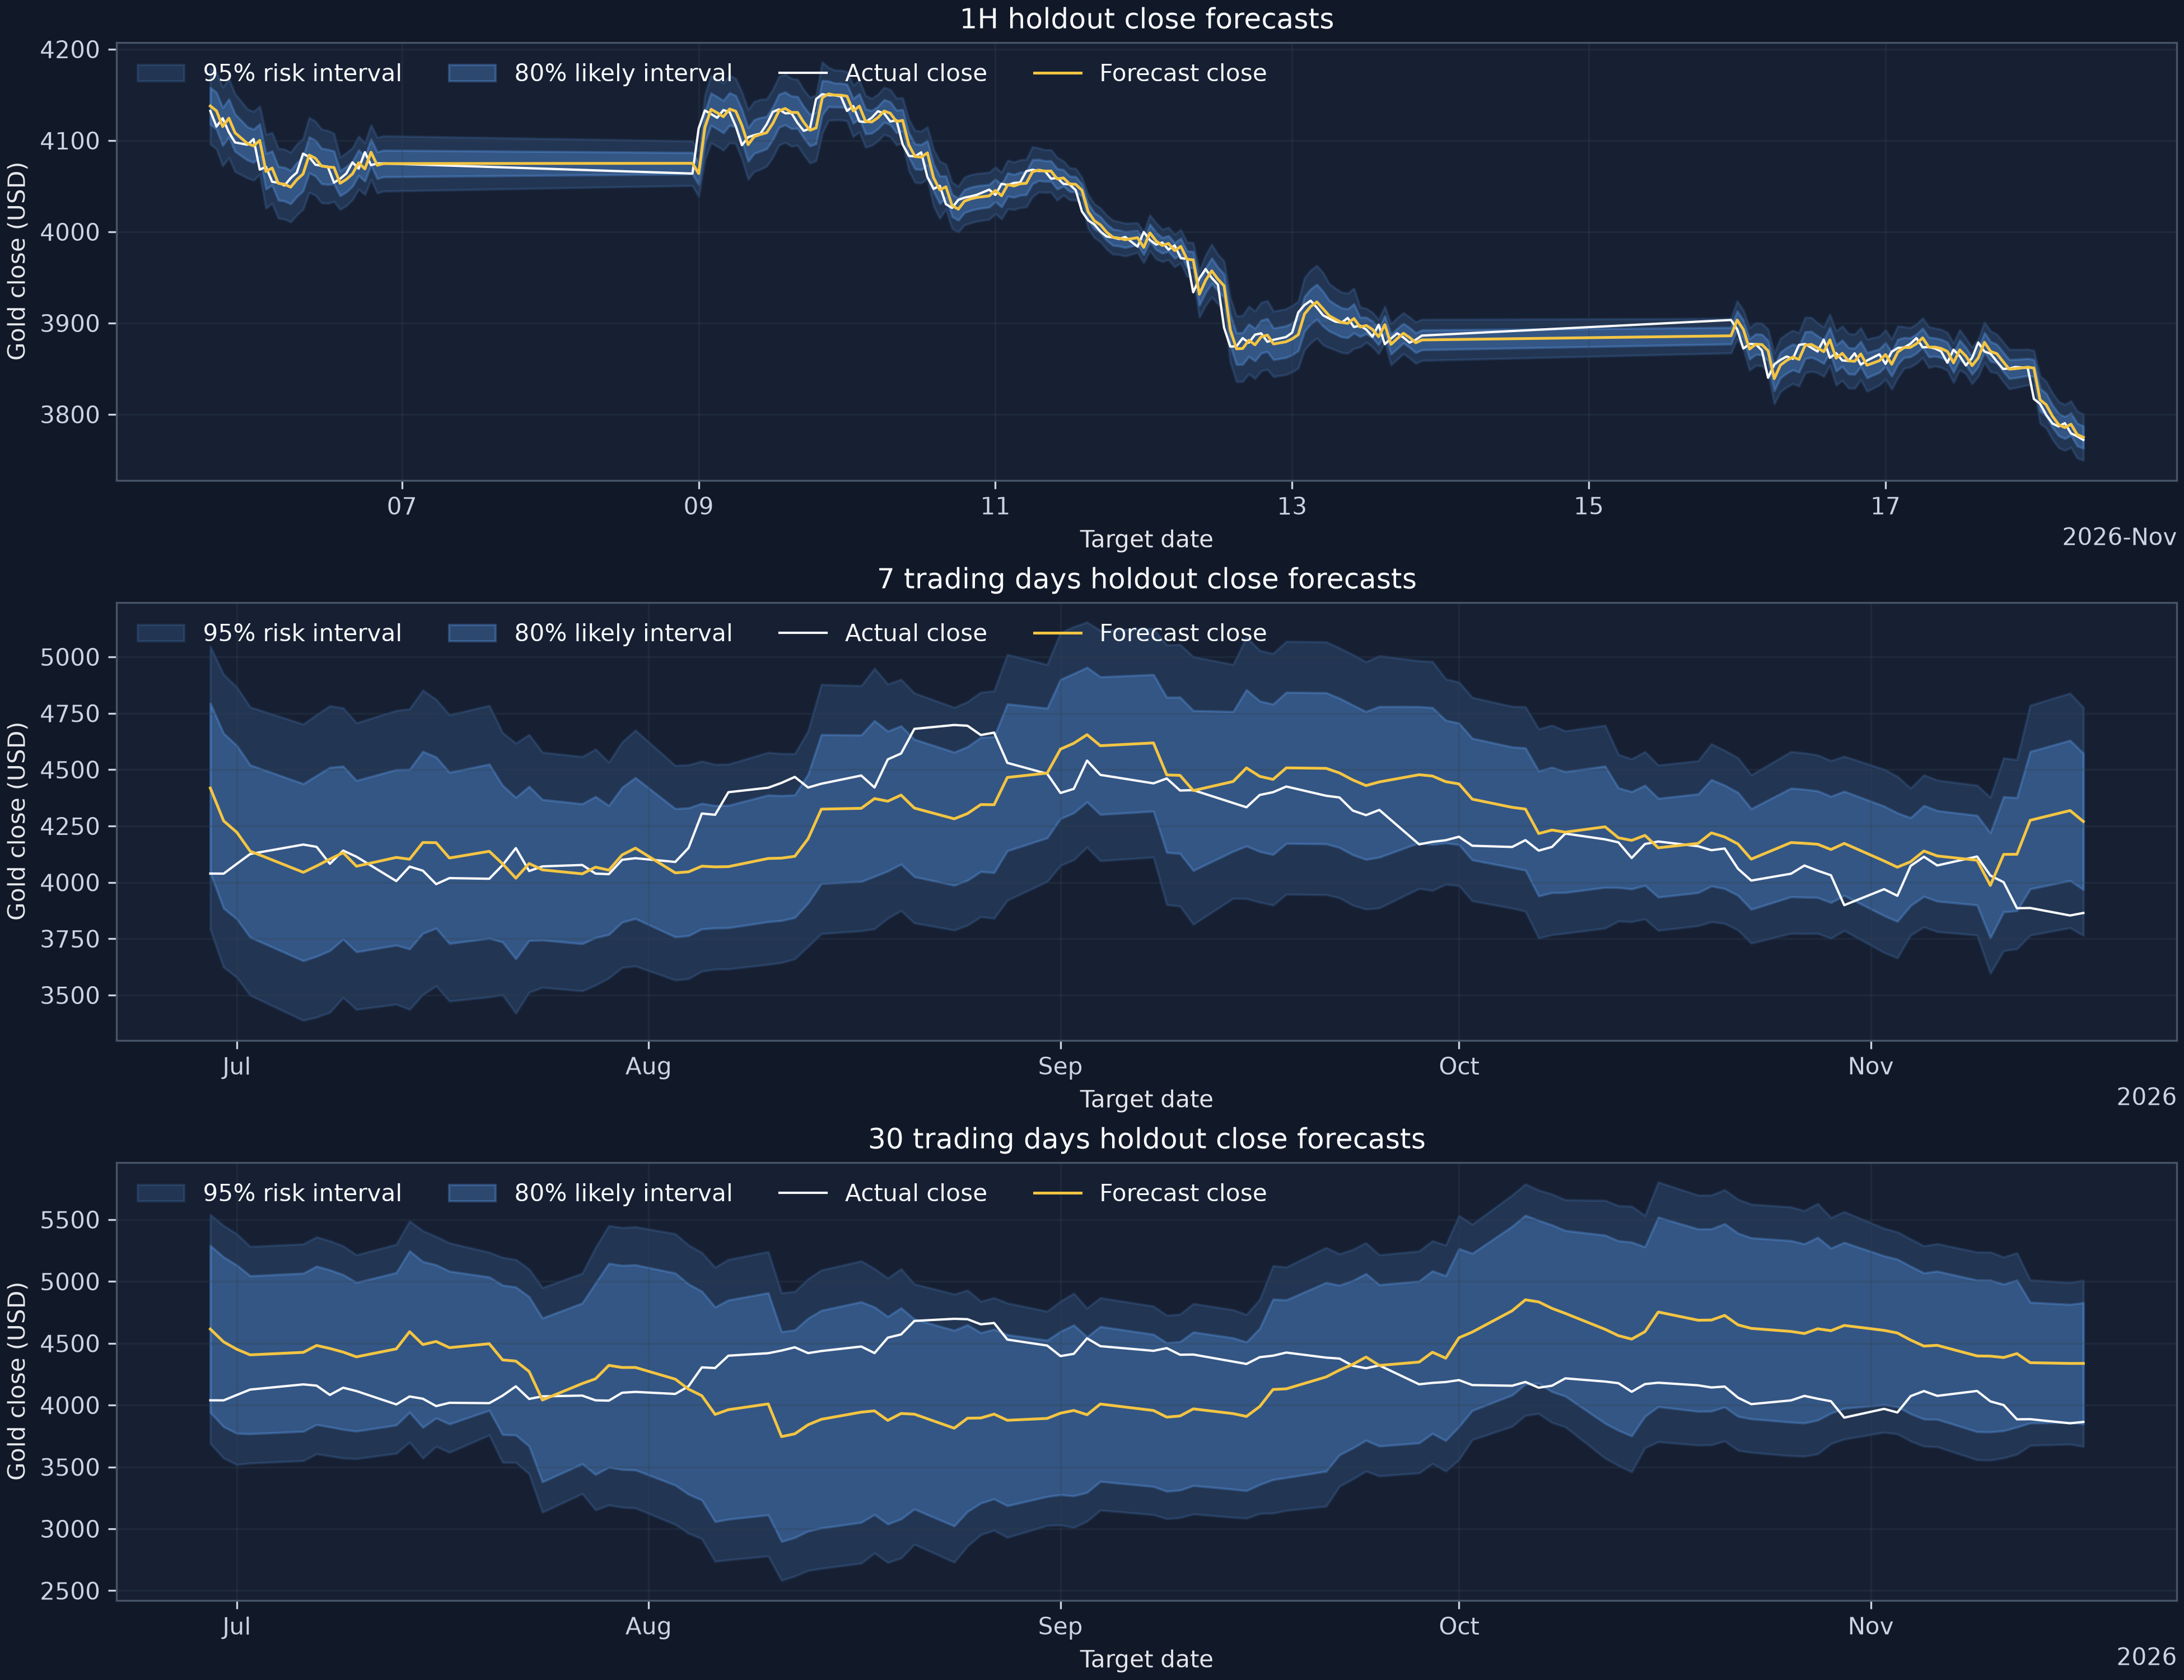 1H holdout close forecasts
95% risk interval
80% likely interval
Actual close
Forecast close
Gold close (USD)
4200
4100
4000
3900
3800
07
09
11
13
15
17
Target date
2026-Nov
7 trading days holdout close forecasts
95% risk interval
80% likely interval
Actual close
Forecast close
Gold close (USD)
5000
4750
4500
4250
4000
3750
3500
Jul
Aug
Sep
Oct
Nov
Target date
2026
30 trading days holdout close forecasts
95% risk interval
80% likely interval
Actual close
Forecast close
Gold close (USD)
5500
5000
4500
4000
3500
3000
2500
Jul
Aug
Sep
Oct
Nov
Target date
2026